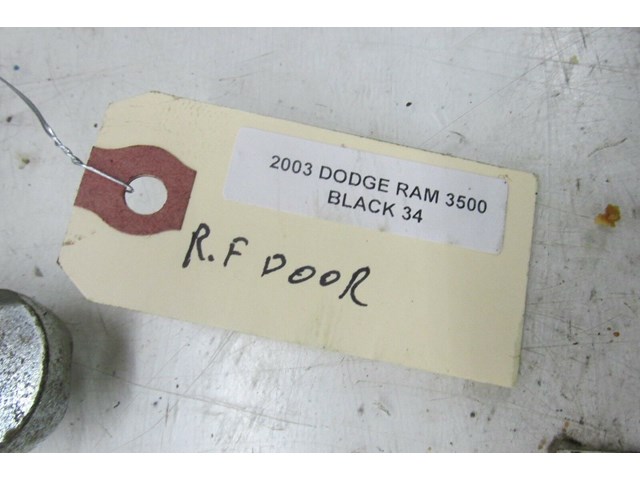 2003 DODGE RAM 3500
BLACK 34
R.F DOOR